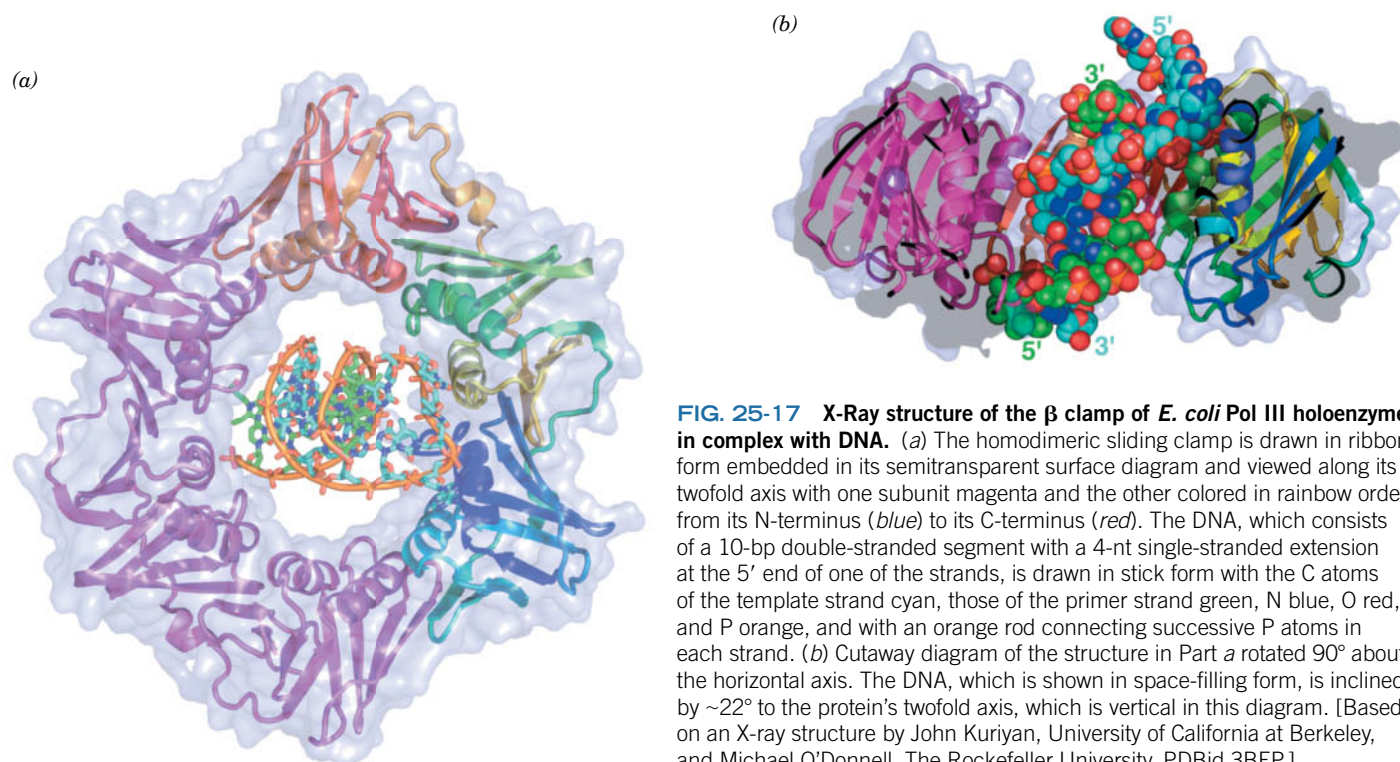 (a)
(b)
5′
3′
5′
3′
FIG. 25-17 X-Ray structure of the β clamp of E. coli Pol III holoenzyme
in complex with DNA. (a) The homodimeric sliding clamp is drawn in ribbon
form embedded in its semitransparent surface diagram and viewed along its
twofold axis with one subunit magenta and the other colored in rainbow order
from its N-terminus (blue) to its C-terminus (red). The DNA, which consists
of a 10-bp double-stranded segment with a 4-nt single-stranded extension
at the 5′ end of one of the strands, is drawn in stick form with the C atoms
of the template strand cyan, those of the primer strand green, N blue, O red,
and P orange, and with an orange rod connecting successive P atoms in
each strand. (b) Cutaway diagram of the structure in Part a rotated 90° about
the horizontal axis. The DNA, which is shown in space-filling form, is inclined
by ~22° to the protein’s twofold axis, which is vertical in this diagram. [Based
on an X-ray structure by John Kuriyan, University of California at Berkeley,
and Michael O’Donnell, The Rockefeller University. PDBid